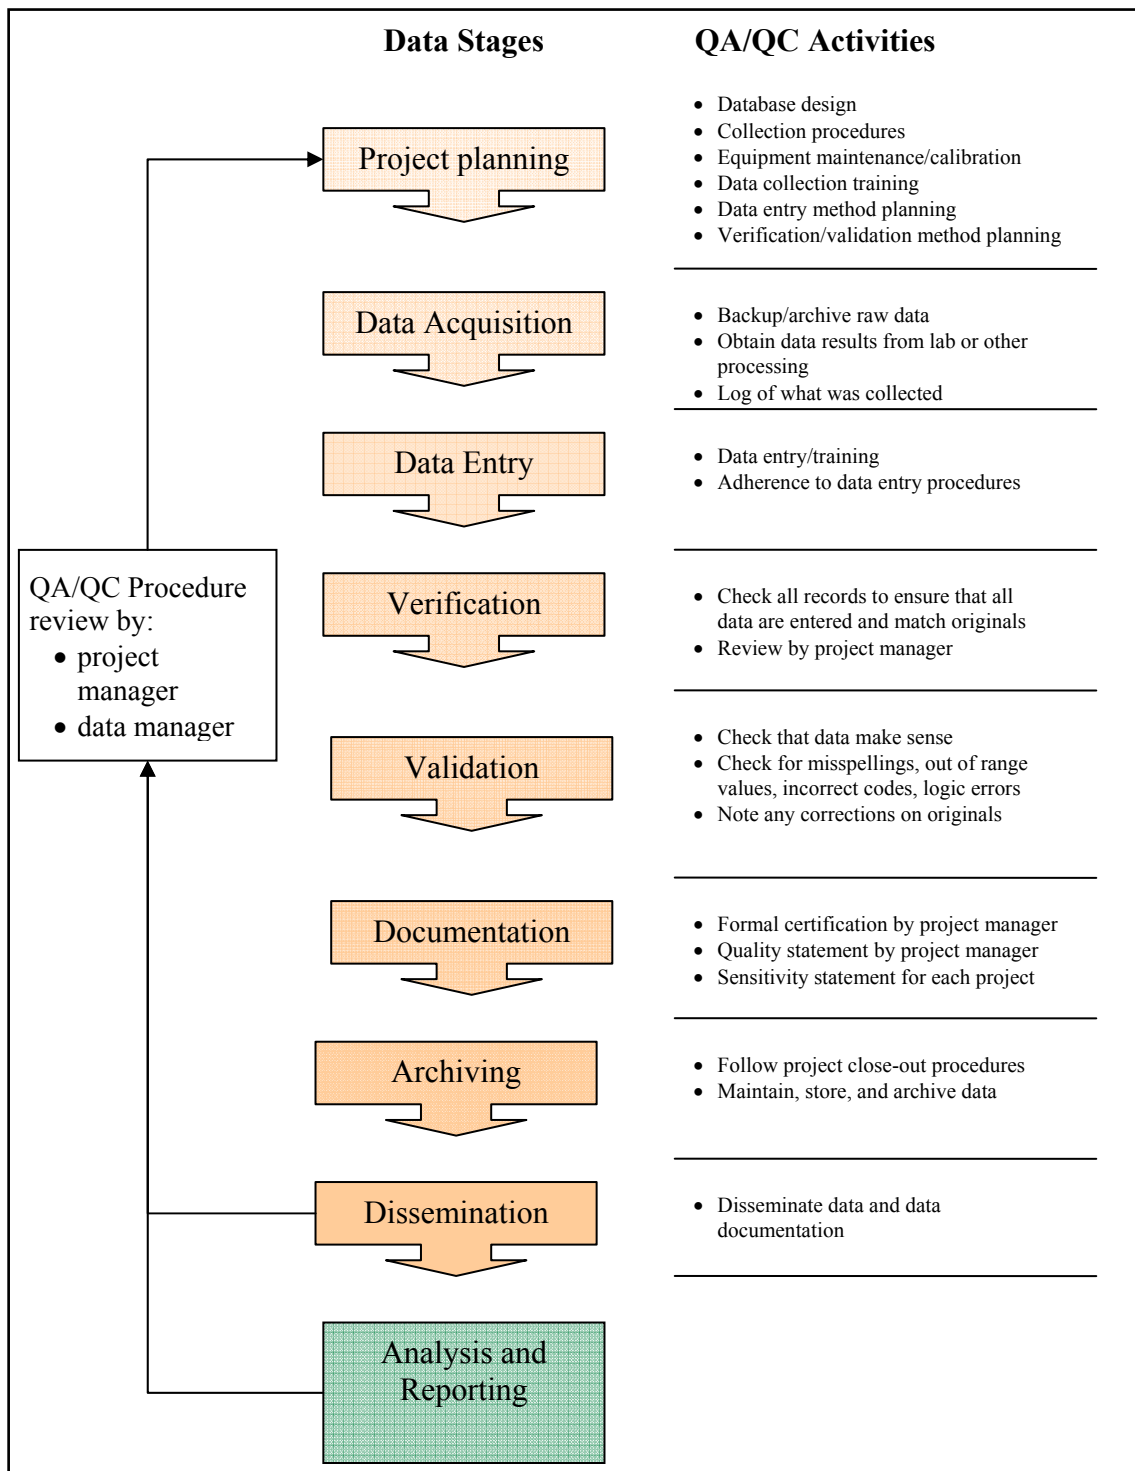 Data Stages
QA/QC Activities
Project planning
• Database design
• Collection procedures
• Equipment maintenance/calibration
• Data collection training
• Data entry method planning
• Verification/validation method planning
Data Acquisition
• Backup/archive raw data
• Obtain data results from lab or other
processing
• Log of what was collected
Data Entry
• Data entry/training
• Adherence to data entry procedures
QA/QC Procedure
review by:
• project
manager
• data manager
Verification
• Check all records to ensure that all
data are entered and match originals
• Review by project manager
Validation
• Check that data make sense
• Check for misspellings, out of range
values, incorrect codes, logic errors
• Note any corrections on originals
Documentation
• Formal certification by project manager
• Quality statement by project manager
• Sensitivity statement for each project
Archiving
• Follow project close-out procedures
• Maintain, store, and archive data
Dissemination
• Disseminate data and data
documentation
Analysis and
Reporting